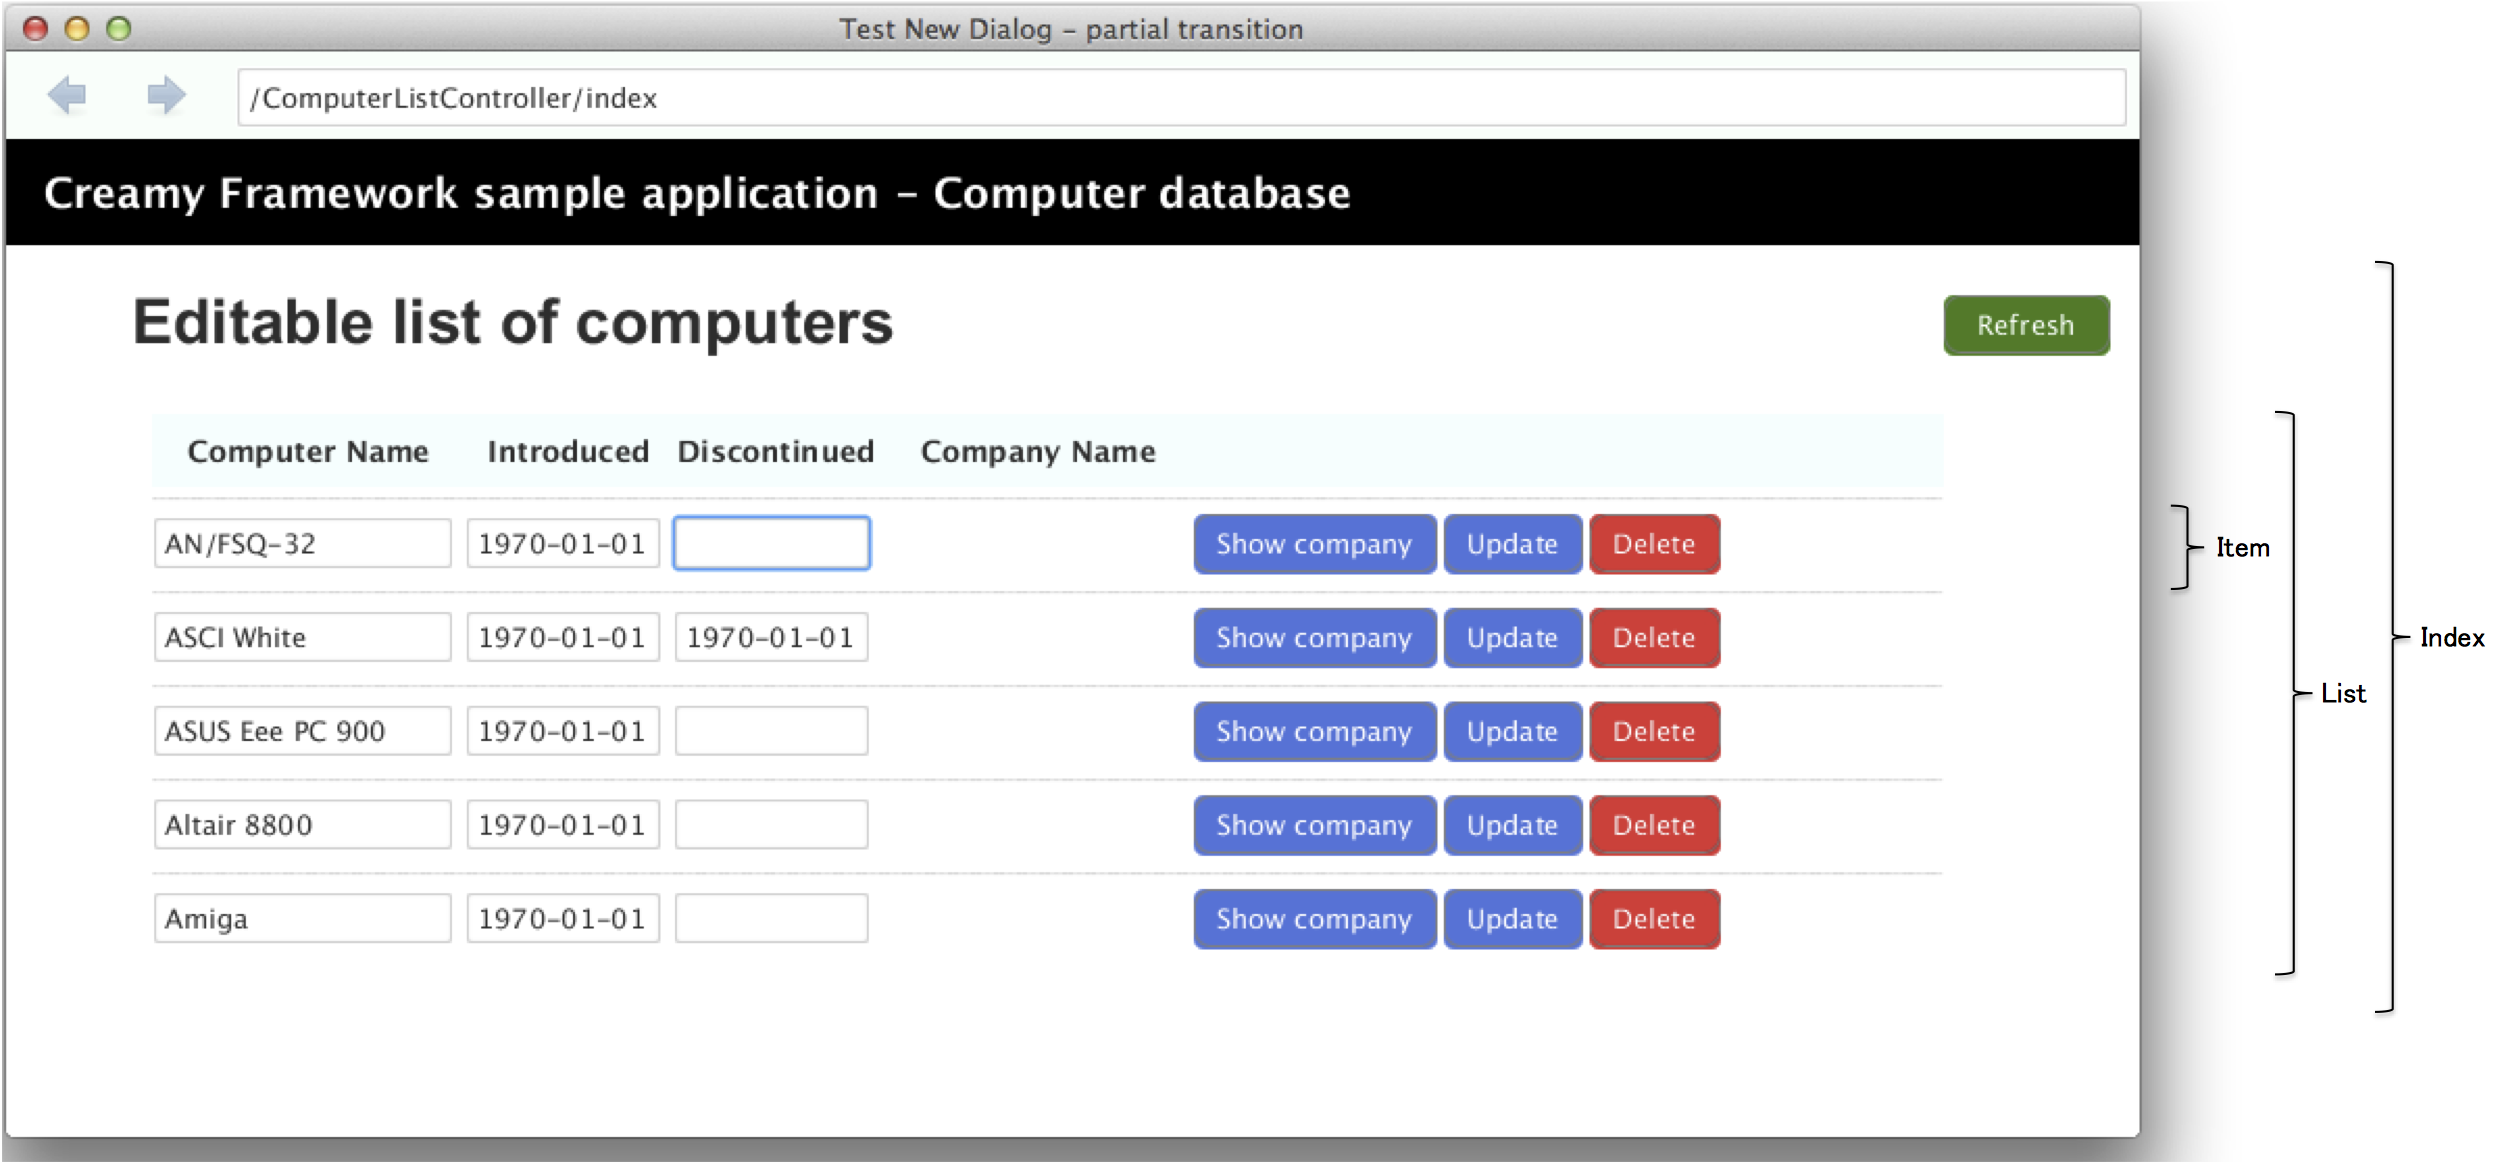 Test New Dialog – partial transition
/ComputerListController/index
Creamy Framework sample application – Computer database
Editable list of computers
Refresh
Computer Name Introduced Discontinued Company Name
AN/FSQ-32 1970-01-01 Show company Update Delete
Item
ASCI White 1970-01-01 1970-01-01 Show company Update Delete
Index
List
ASUS Eee PC 900 1970-01-01 Show company Update Delete
Altair 8800 1970-01-01 Show company Update Delete
Amiga 1970-01-01 Show company Update Delete